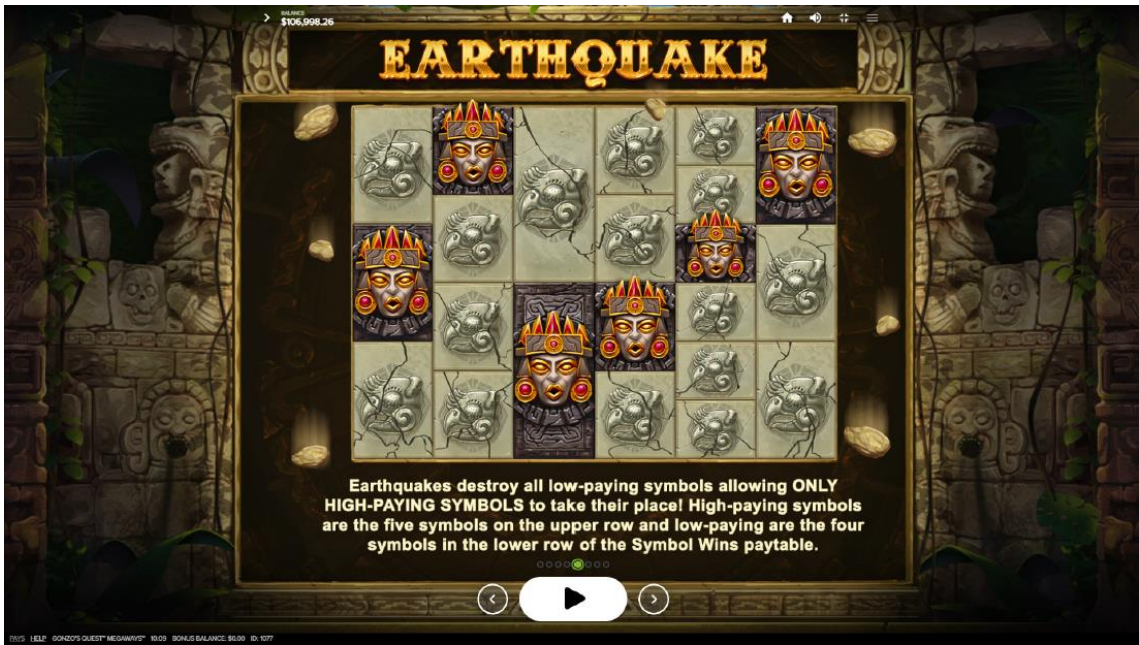 BALANCE
$106,998.26
EARTHQUAKE
Earthquakes destroy all low-paying symbols allowing ONLY
HIGH-PAYING SYMBOLS to take their place! High-paying symbols
are the five symbols on the upper row and low-paying are the four
symbols in the lower row of the Symbol Wins paytable.
PAYS HELP GONZO'S QUEST™ MEGAWAYS™ 10:09 BONUS BALANCE: $0.00 ID: 1077